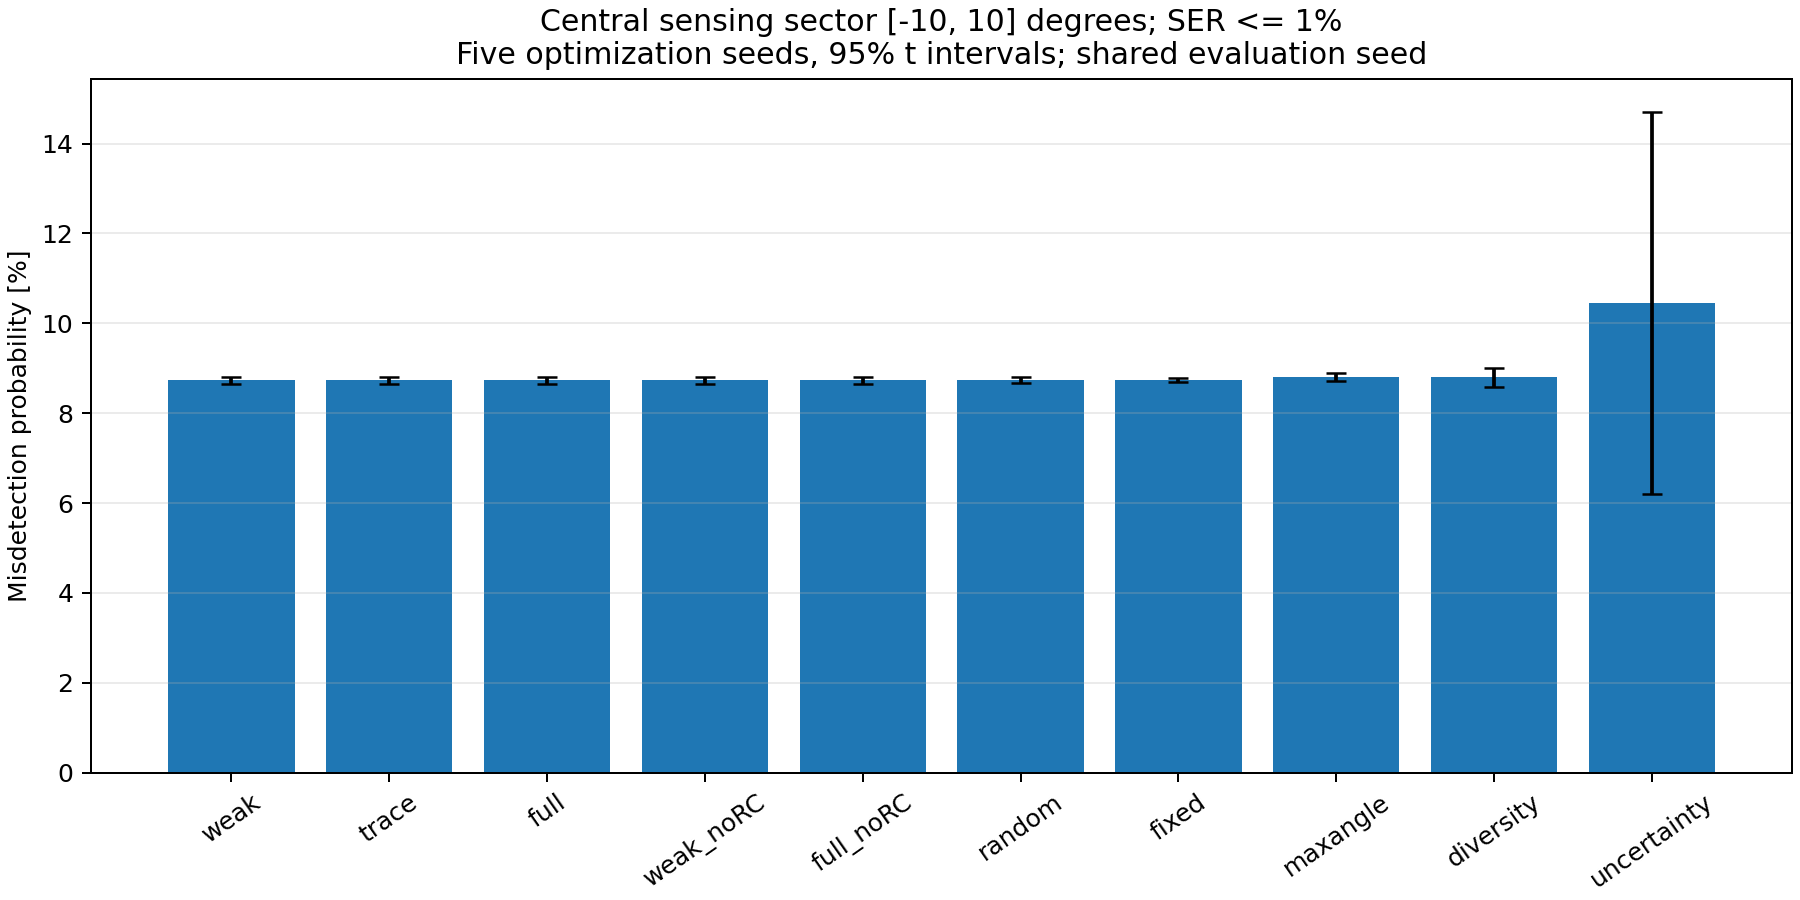 Central sensing sector [-10, 10] degrees; SER <= 1%
Five optimization seeds, 95% t intervals; shared evaluation seed
Misdetection probability [%]
14
12
10
8
6
4
2
0
weak
trace
full
weak_noRC
full_noRC
random
fixed
maxangle
diversity
uncertainty